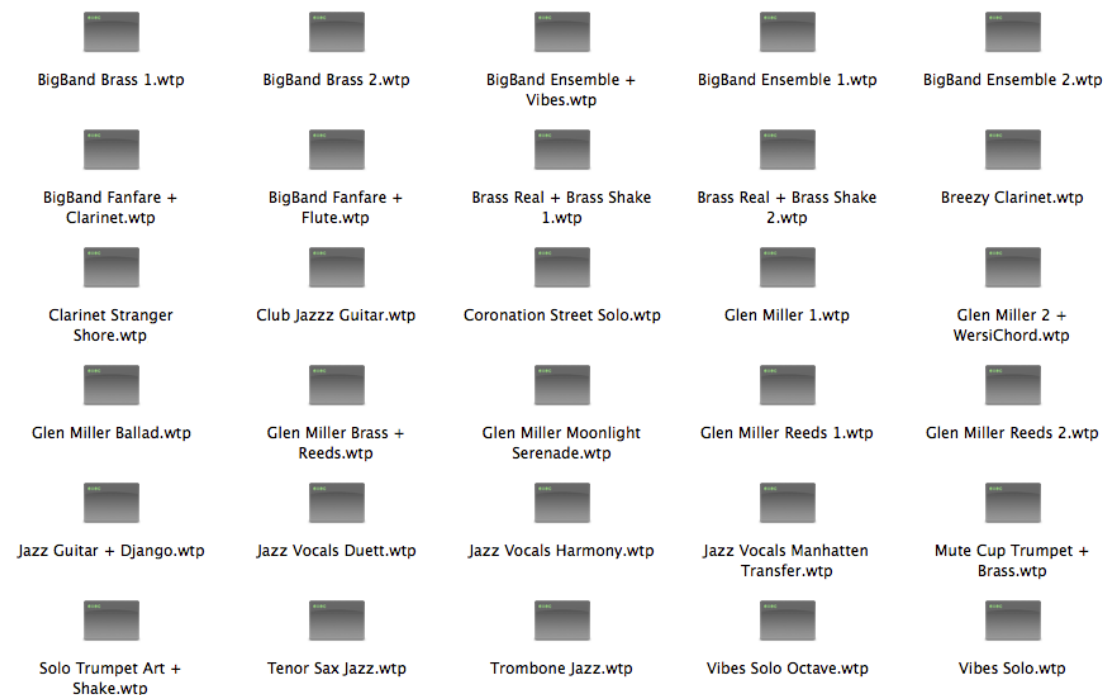 BigBand Brass 1.wtp
BigBand Brass 2.wtp
BigBand Ensemble +
Vibes.wtp
BigBand Ensemble 1.wtp
BigBand Ensemble 2.wtp
BigBand Fanfare +
Clarinet.wtp
BigBand Fanfare +
Flute.wtp
Brass Real + Brass Shake
1.wtp
Brass Real + Brass Shake
2.wtp
Breezy Clarinet.wtp
Clarinet Stranger
Shore.wtp
Club Jazzz Guitar.wtp
Coronation Street Solo.wtp
Glen Miller 1.wtp
Glen Miller 2 +
WersiChord.wtp
Glen Miller Ballad.wtp
Glen Miller Brass +
Reeds.wtp
Glen Miller Moonlight
Serenade.wtp
Glen Miller Reeds 1.wtp
Glen Miller Reeds 2.wtp
Jazz Guitar + Django.wtp
Jazz Vocals Duett.wtp
Jazz Vocals Harmony.wtp
Jazz Vocals Manhatten
Transfer.wtp
Mute Cup Trumpet +
Brass.wtp
Solo Trumpet Art +
Shake.wtp
Tenor Sax Jazz.wtp
Trombone Jazz.wtp
Vibes Solo Octave.wtp
Vibes Solo.wtp